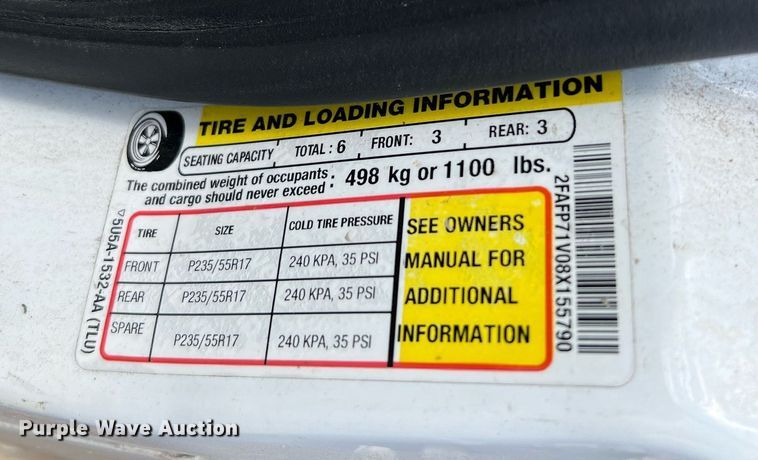 TIRE AND LOADING INFORMATION
SEATING CAPACITY TOTAL : 6 FRONT: 3 REAR: 3
The combined weight of occupants
and cargo should never exceed : 498 kg or 1100 lbs.
TIRE SIZE COLD TIRE PRESSURE
FRONT P235/55R17 240 KPA, 35 PSI
REAR P235/55R17 240 KPA, 35 PSI
SPARE P235/55R17 240 KPA, 35 PSI
SEE OWNERS
MANUAL FOR
ADDITIONAL
INFORMATION
5U5A-1532-AA (TLU)
2FAFP71V08X155790
Purple Wave Auction